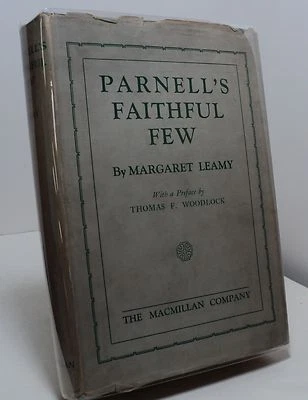 PARNELL'S
FAITHFUL
FEW
By MARGARET LEAMY
With a Preface by
THOMAS F. WOODLOCK
THE MACMILLAN COMPANY